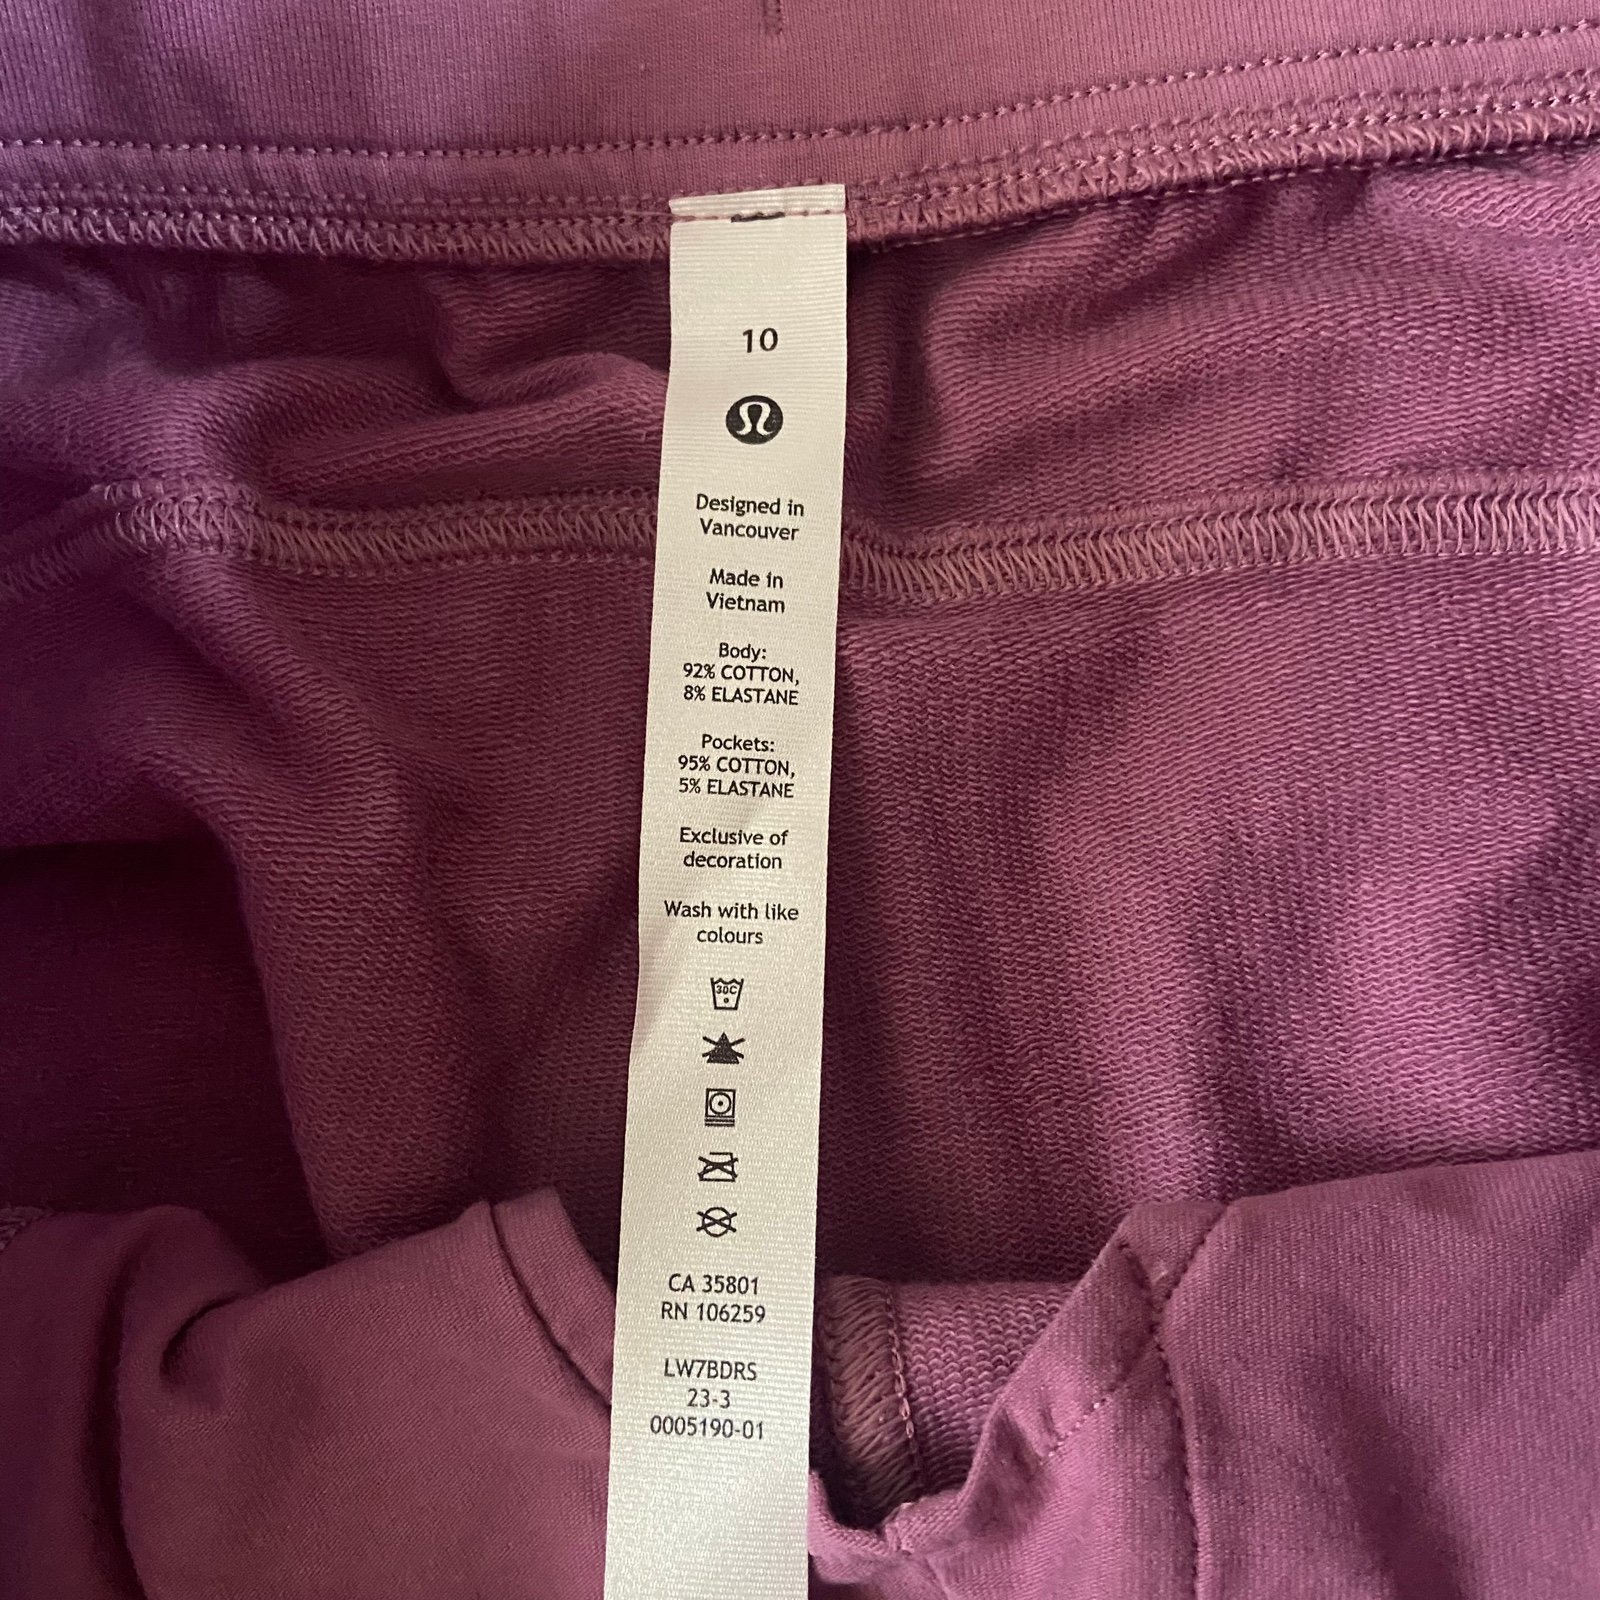 10
Designed in
Vancouver
Made in
Vietnam
Body:
92% COTTON,
8% ELASTANE
Pockets:
95% COTTON,
5% ELASTANE
Exclusive of
decoration
Wash with like
colours
30C
CA 35801
RN 106259
LW7BDRS
23-3
0005190-01